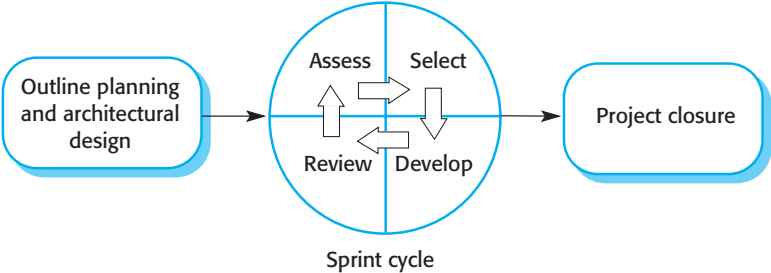 Outline planning
and architectural
design
Assess
Select
Review
Develop
Project closure
Sprint cycle